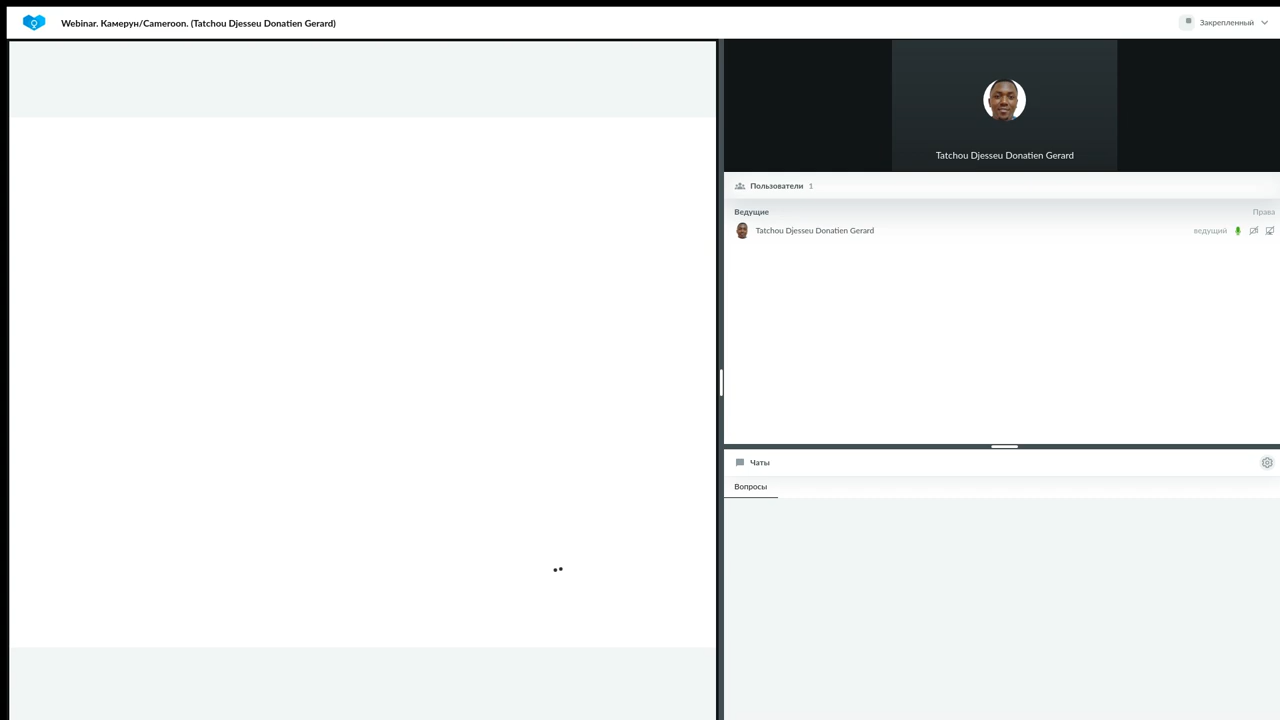 Webinar. Камерун/Cameroon. (Tatchou Djesseu Donatien Gerard)
Закрепленный
Tatchou Djesseu Donatien Gerard
Пользователи 1
Ведущие Права
Tatchou Djesseu Donatien Gerard ведущий
Чаты
Вопросы